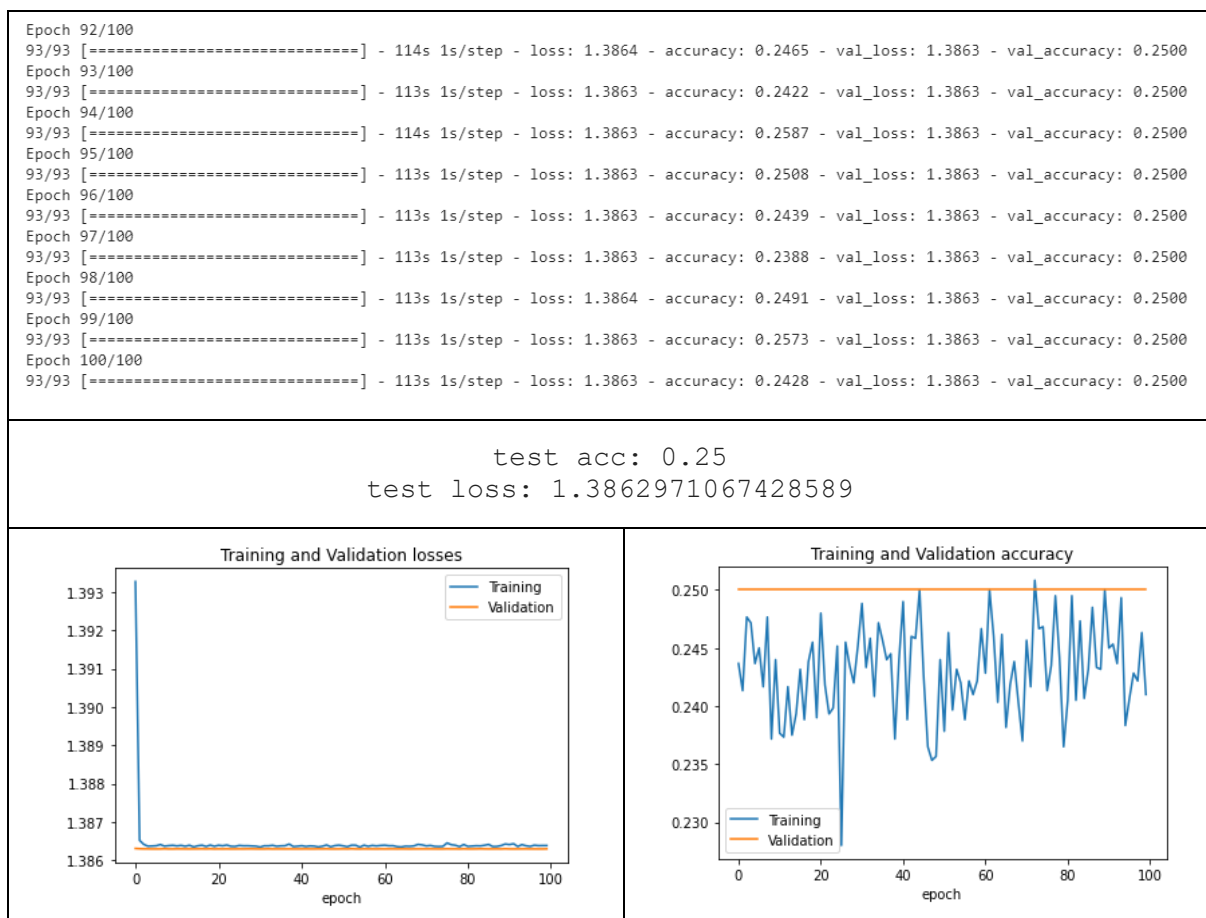 Epoch 92/100
93/93 [==============================] - 114s 1s/step - loss: 1.3864 - accuracy: 0.2465 - val_loss: 1.3863 - val_accuracy: 0.2500
Epoch 93/100
93/93 [==============================] - 113s 1s/step - loss: 1.3863 - accuracy: 0.2422 - val_loss: 1.3863 - val_accuracy: 0.2500
Epoch 94/100
93/93 [==============================] - 114s 1s/step - loss: 1.3863 - accuracy: 0.2587 - val_loss: 1.3863 - val_accuracy: 0.2500
Epoch 95/100
93/93 [==============================] - 113s 1s/step - loss: 1.3863 - accuracy: 0.2508 - val_loss: 1.3863 - val_accuracy: 0.2500
Epoch 96/100
93/93 [==============================] - 113s 1s/step - loss: 1.3863 - accuracy: 0.2439 - val_loss: 1.3863 - val_accuracy: 0.2500
Epoch 97/100
93/93 [==============================] - 113s 1s/step - loss: 1.3863 - accuracy: 0.2388 - val_loss: 1.3863 - val_accuracy: 0.2500
Epoch 98/100
93/93 [==============================] - 113s 1s/step - loss: 1.3864 - accuracy: 0.2491 - val_loss: 1.3863 - val_accuracy: 0.2500
Epoch 99/100
93/93 [==============================] - 113s 1s/step - loss: 1.3863 - accuracy: 0.2573 - val_loss: 1.3863 - val_accuracy: 0.2500
Epoch 100/100
93/93 [==============================] - 113s 1s/step - loss: 1.3863 - accuracy: 0.2428 - val_loss: 1.3863 - val_accuracy: 0.2500
test acc: 0.25
test loss: 1.3862971067428589
Training and Validation losses
Training
Validation
1.393
1.392
1.391
1.390
1.389
1.388
1.387
1.386
0 20 40 60 80 100
epoch
Training and Validation accuracy
0.250
0.245
0.240
0.235
0.230
Training
Validation
0 20 40 60 80 100
epoch